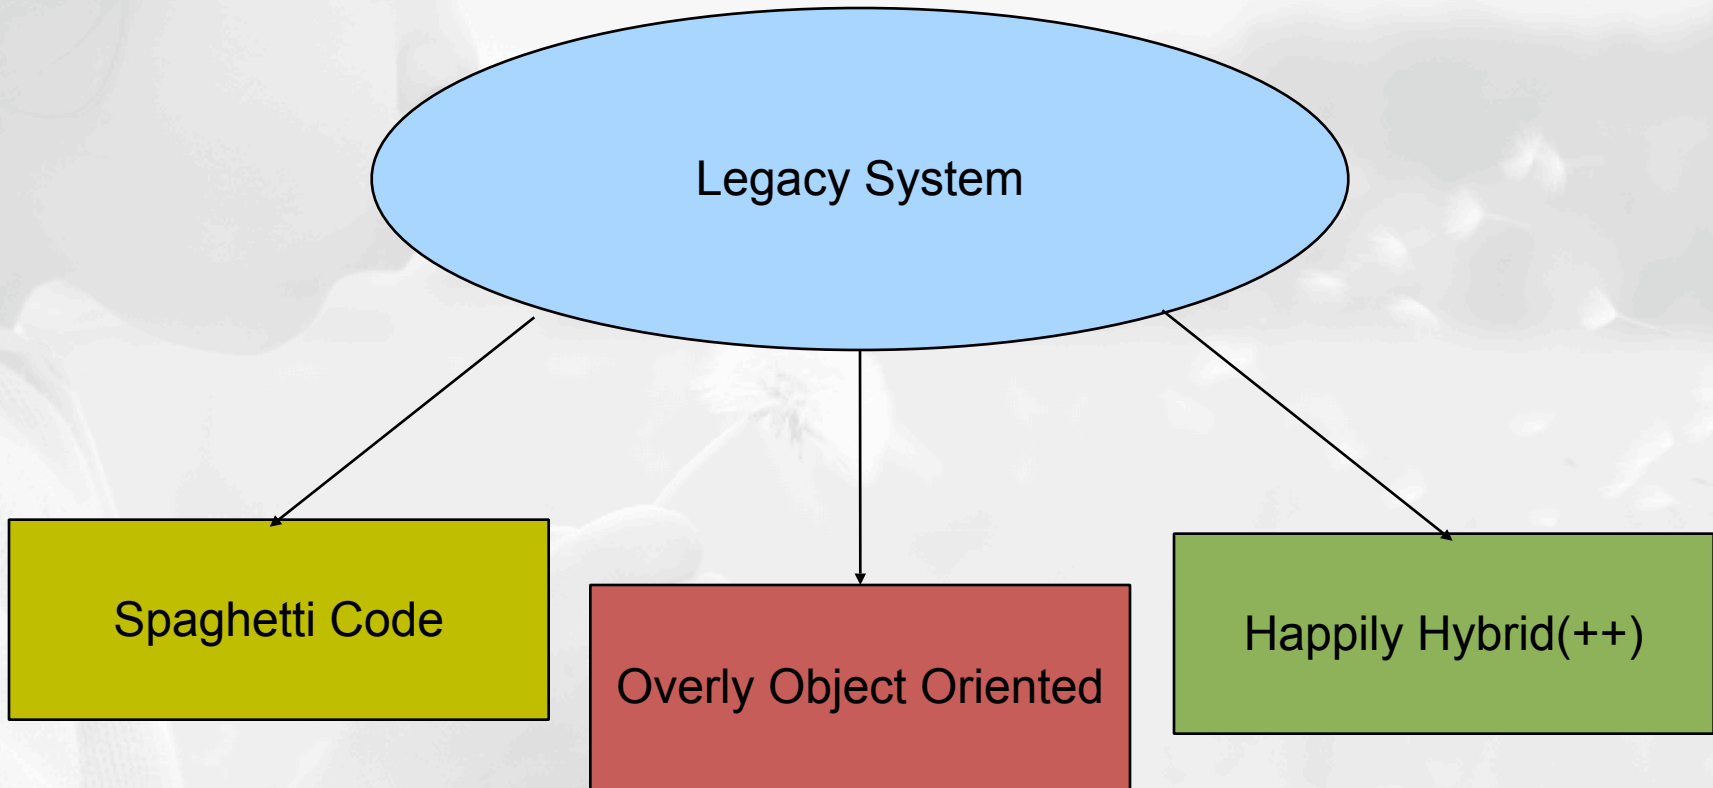 Legacy System
Spaghetti Code
Overly Object Oriented
Happily Hybrid(++)